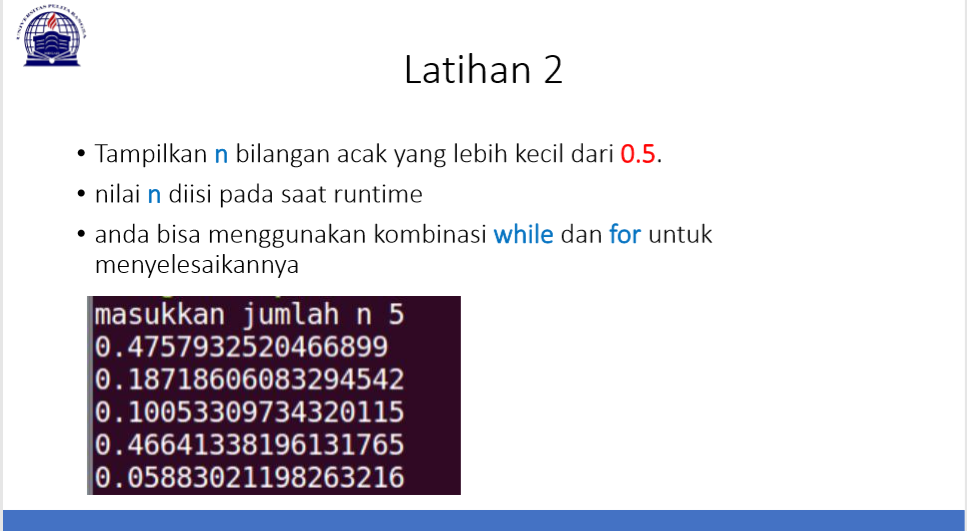 UNIVERSITAS PELITA BANGSA
Latihan 2
• Tampilkan n bilangan acak yang lebih kecil dari 0.5.
• nilai n diisi pada saat runtime
• anda bisa menggunakan kombinasi while dan for untuk
menyelesaikannya
masukkan jumlah n 5
0.4757932520466899
0.18718606083294542
0.10053309734320115
0.46641338196131765
0.05883021198263216